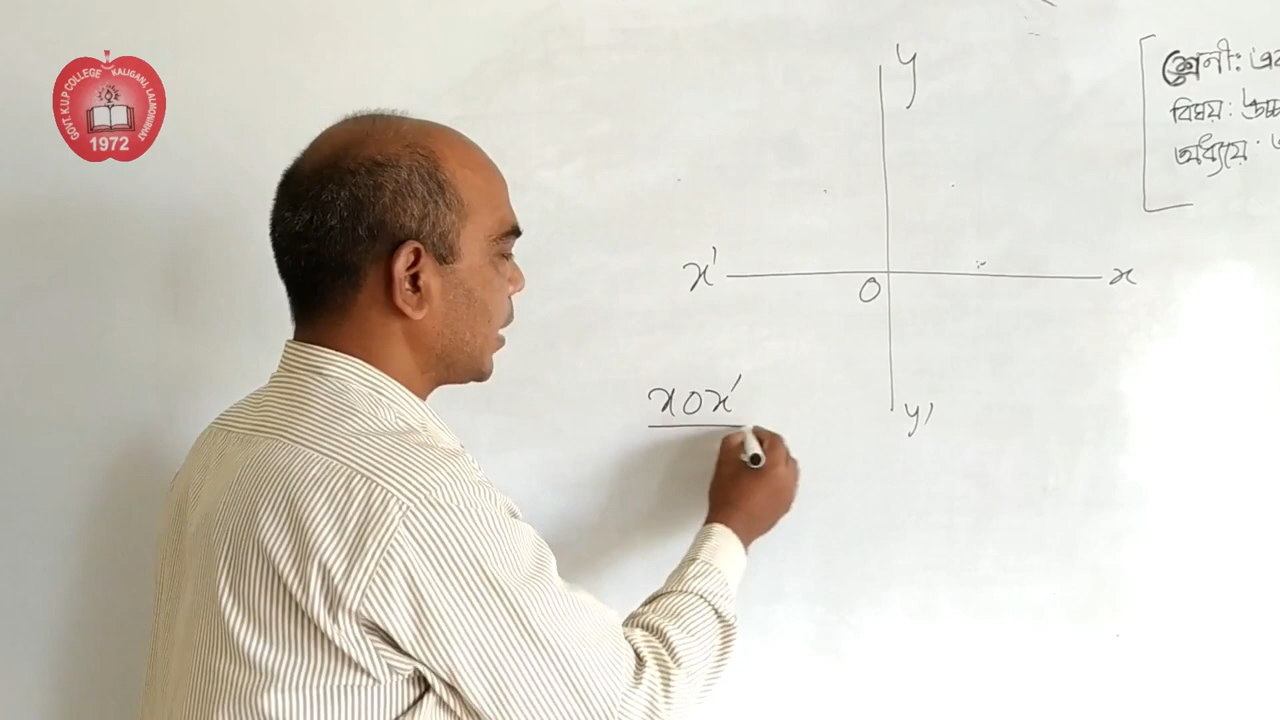 GOVT. K.U.P COLLEGE KALIGANJ, LALMONIRHAT
1972
y
x' O x
y'
xOx'
শ্রেনী:
বিষয়:
অধ্যায়: